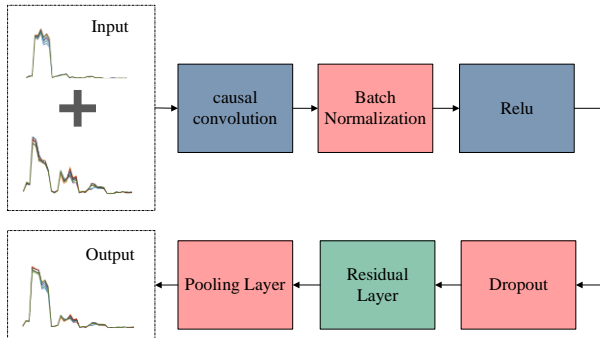 Input
causal
convolution
Batch
Normalization
Relu
Output
Pooling Layer
Residual
Layer
Dropout